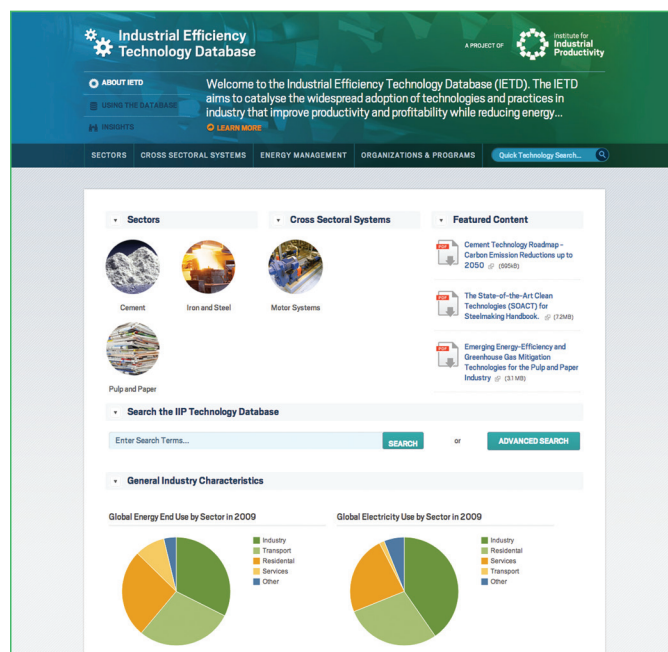 Industrial Efficiency
Technology Database
A PROJECT OF
Institute for
Industrial
Productivity
ABOUT IETD
USING THE DATABASE
INSIGHTS
Welcome to the Industrial Efficiency Technology Database (IETD). The IETD
aims to catalyse the widespread adoption of technologies and practices in
industry that improve productivity and profitability while reducing energy...
LEARN MORE
SECTORS
CROSS SECTORAL SYSTEMS
ENERGY MANAGEMENT
ORGANIZATIONS & PROGRAMS
Quick Technology Search...
Sectors
Cement
Iron and Steel
Pulp and Paper
Cross Sectoral Systems
Motor Systems
Featured Content
PDF
Cement Technology Roadmap –
Carbon Emission Reductions up to
2050 (695kB)
PDF
The State-of-the-Art Clean
Technologies (SOACT) for
Steelmaking Handbook. (7.2MB)
PDF
Emerging Energy-Efficiency and
Greenhouse Gas Mitigation
Technologies for the Pulp and Paper
Industry (3.1 MB)
Search the IIP Technology Database
Enter Search Terms...
SEARCH
or
ADVANCED SEARCH
General Industry Characteristics
Global Energy End Use by Sector in 2009
Industry
Transport
Residental
Services
Other
Global Electricity Use by Sector in 2009
Industry
Residental
Services
Transport
Other